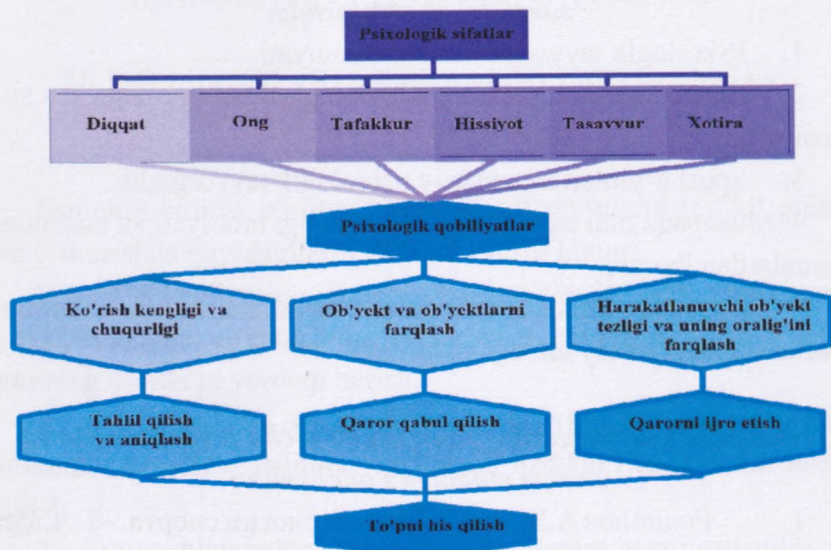 Psixologik sifatlar
Diqqat
Ong
Tafakkur
Hissiyot
Tasavvur
Xotira
Psixologik qobiliyatlar
Ko'rish kengligi va
chuqurligi
Ob'yekt va ob'yektlarni
farqlash
Harakatlanuvchi ob'yekt
tezligi va uning oralig'ini
farqlash
Tahlil qilish
va aniqlash
Qaror qabul qilish
Qarorni ijro etish
To'pni his qilish